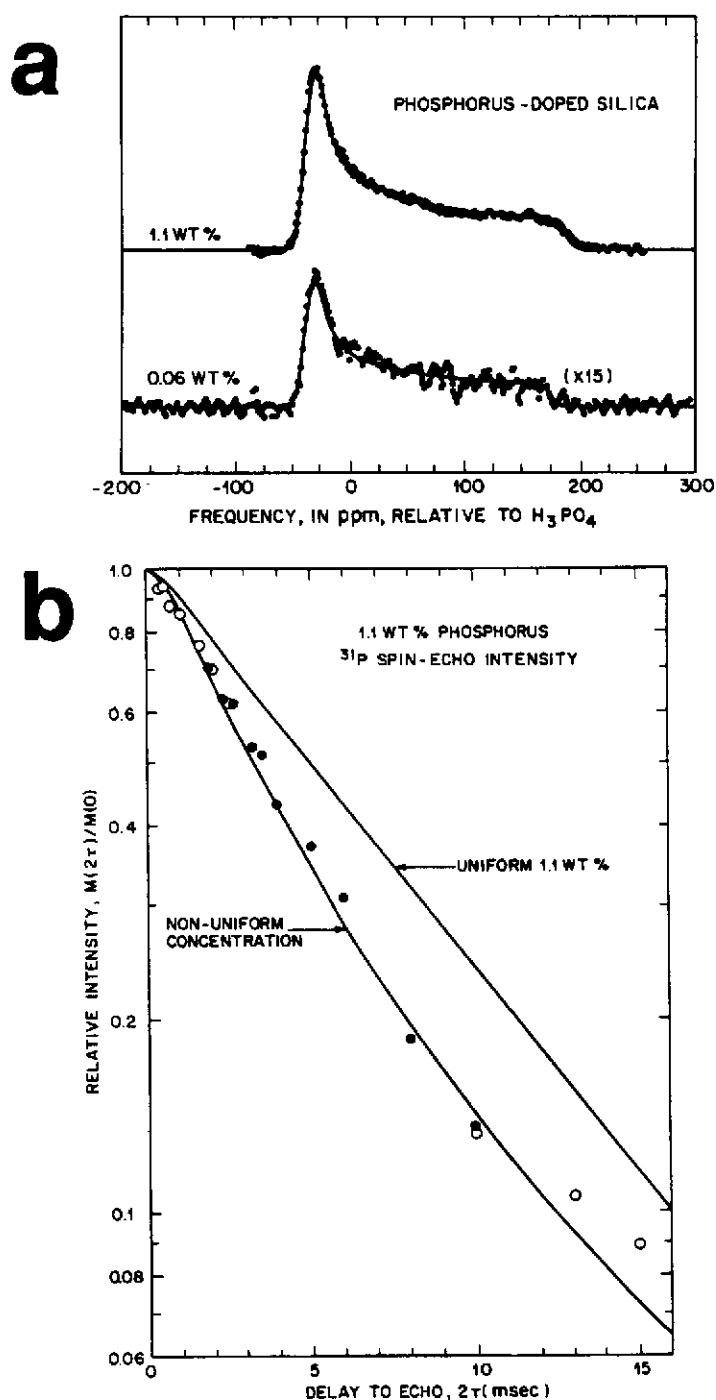 a
PHOSPHORUS-DOPED SILICA
1.1 WT %
0.06 WT %
(X15)
-200 -100 0 100 200 300
FREQUENCY, IN ppm, RELATIVE TO H₃PO₄
b
1.1 WT % PHOSPHORUS
³¹P SPIN-ECHO INTENSITY
UNIFORM 1.1 WT %
NON-UNIFORM
CONCENTRATION
RELATIVE INTENSITY, M(2τ)/M(0)
1.0
0.8
0.6
0.4
0.2
0.1
0.08
0.06
0 5 10 15
DELAY TO ECHO, 2τ (msec)